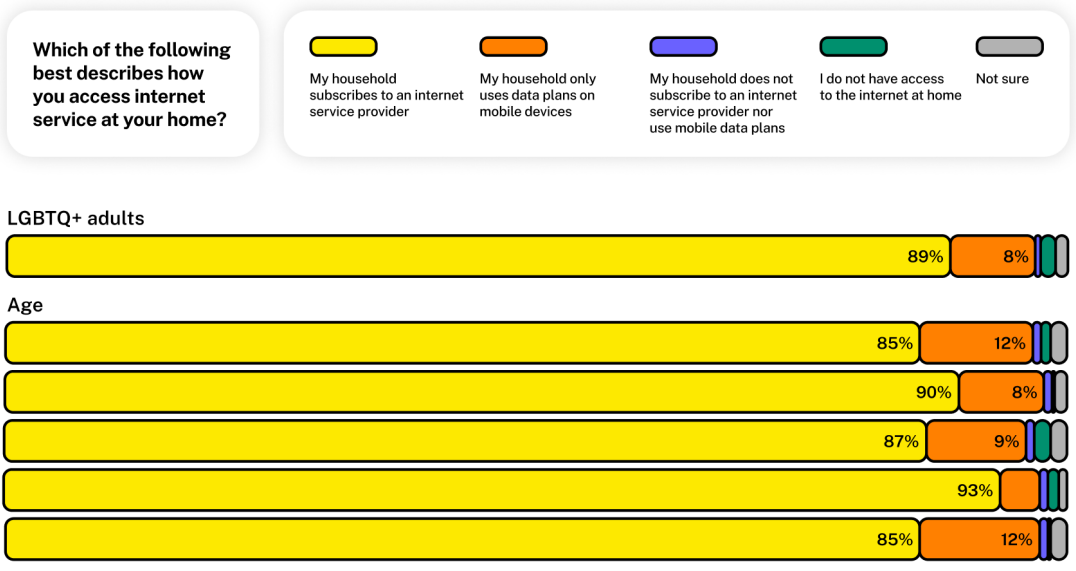 Which of the following
best describes how
you access internet
service at your home?
My household
subscribes to an internet
service provider
My household only
uses data plans on
mobile devices
My household does not
subscribe to an internet
service provider nor
use mobile data plans
I do not have access
to the internet at home
Not sure
LGBTQ+ adults
89% 8%
Age
85% 12%
90% 8%
87% 9%
93%
85% 12%